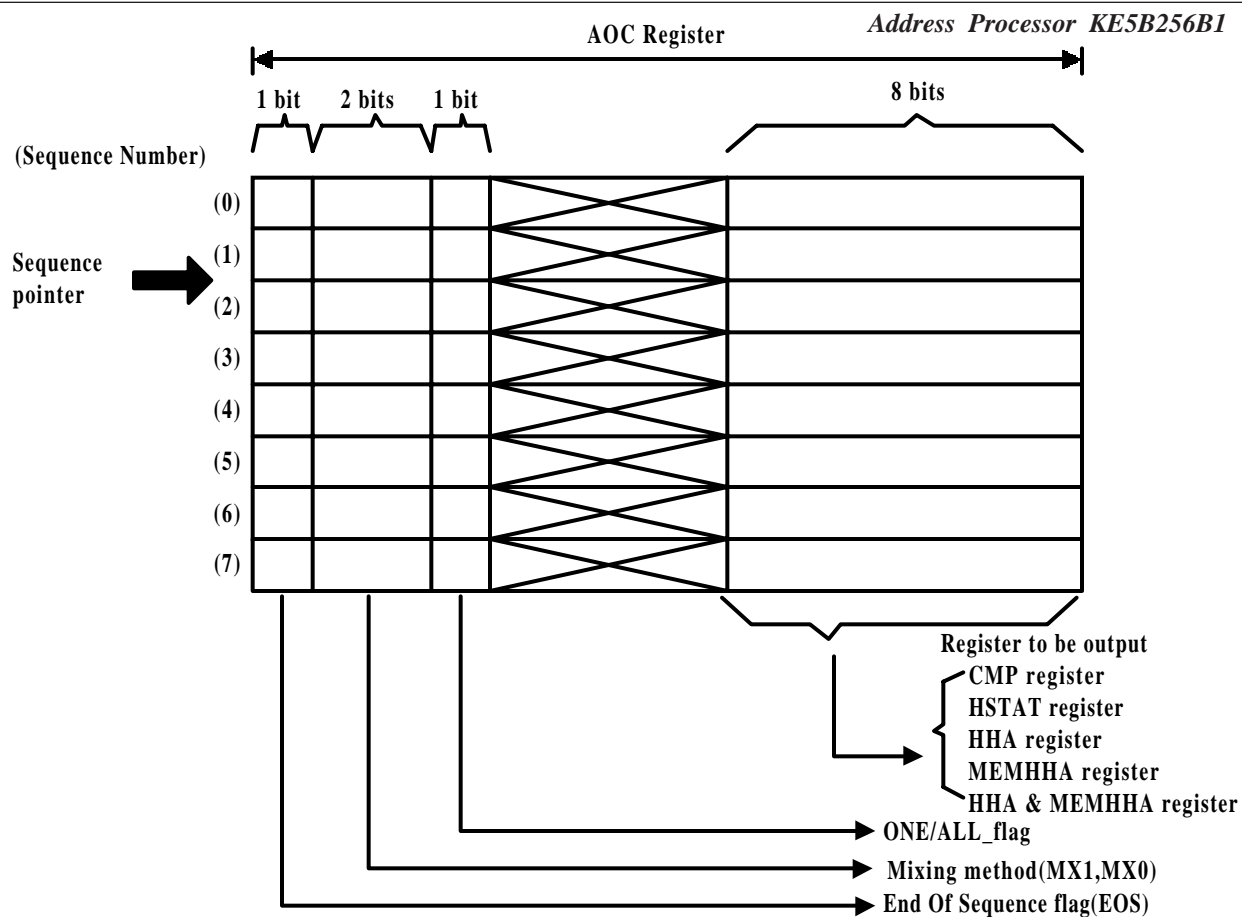 Address Processor KE5B256B1
AOC Register
1 bit 2 bits 1 bit 8 bits
(Sequence Number)
(0)
(1)
Sequence
pointer
(2)
(3)
(4)
(5)
(6)
(7)
Register to be output
CMP register
HSTAT register
HHA register
MEMHHA register
HHA & MEMHHA register
ONE/ALL_flag
Mixing method(MX1,MX0)
End Of Sequence flag(EOS)